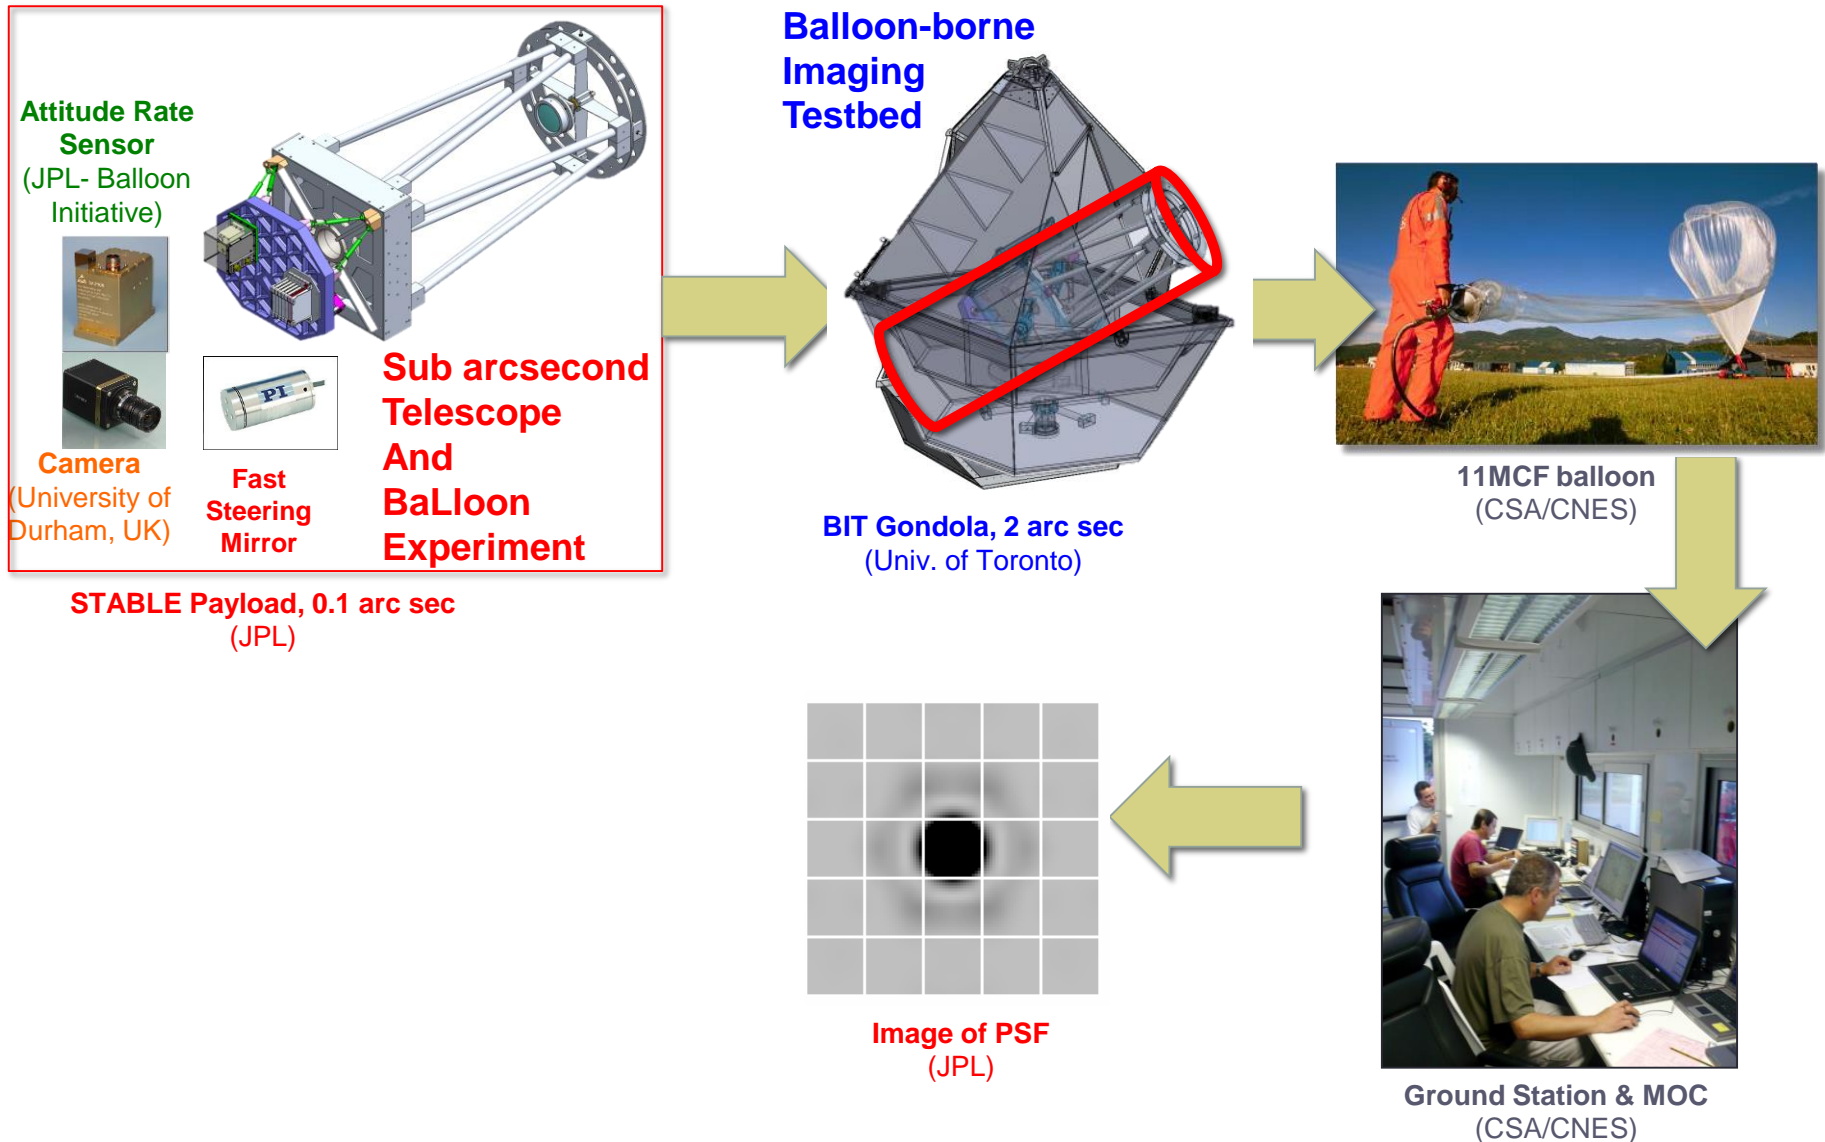 Attitude Rate
Sensor
(JPL- Balloon
Initiative)
Camera
(University of
Durham, UK)
PI
Fast
Steering
Mirror
Sub arcsecond
Telescope
And
BaLloon
Experiment
STABLE Payload, 0.1 arc sec
(JPL)
Balloon-borne
Imaging
Testbed
BIT Gondola, 2 arc sec
(Univ. of Toronto)
11MCF balloon
(CSA/CNES)
Ground Station & MOC
(CSA/CNES)
Image of PSF
(JPL)